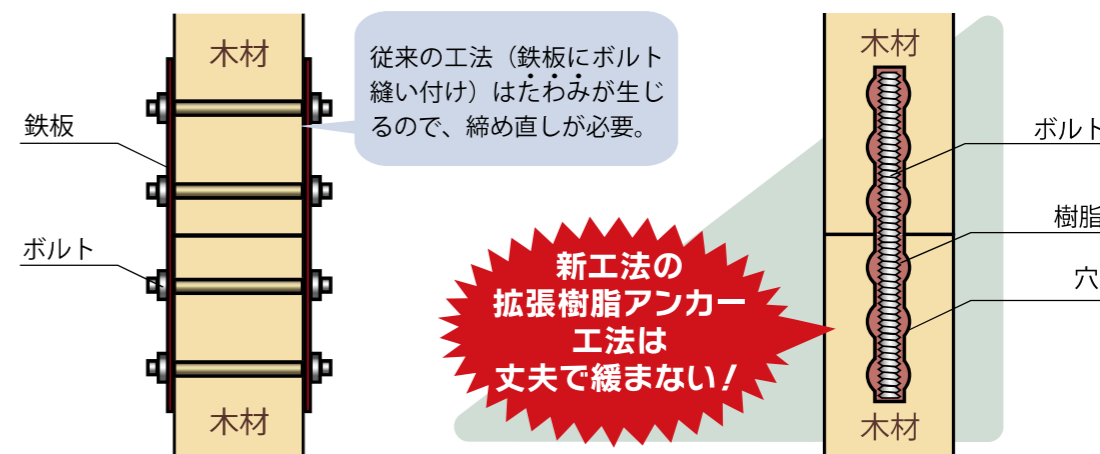 木材
鉄板
ボルト
木材
従来の工法（鉄板にボルト
縫い付け）はたわみが生じ
るので、締め直しが必要。
新工法の
拡張樹脂アンカー
工法は
丈夫で緩まない！
木材
ボルト
樹脂
穴
木材